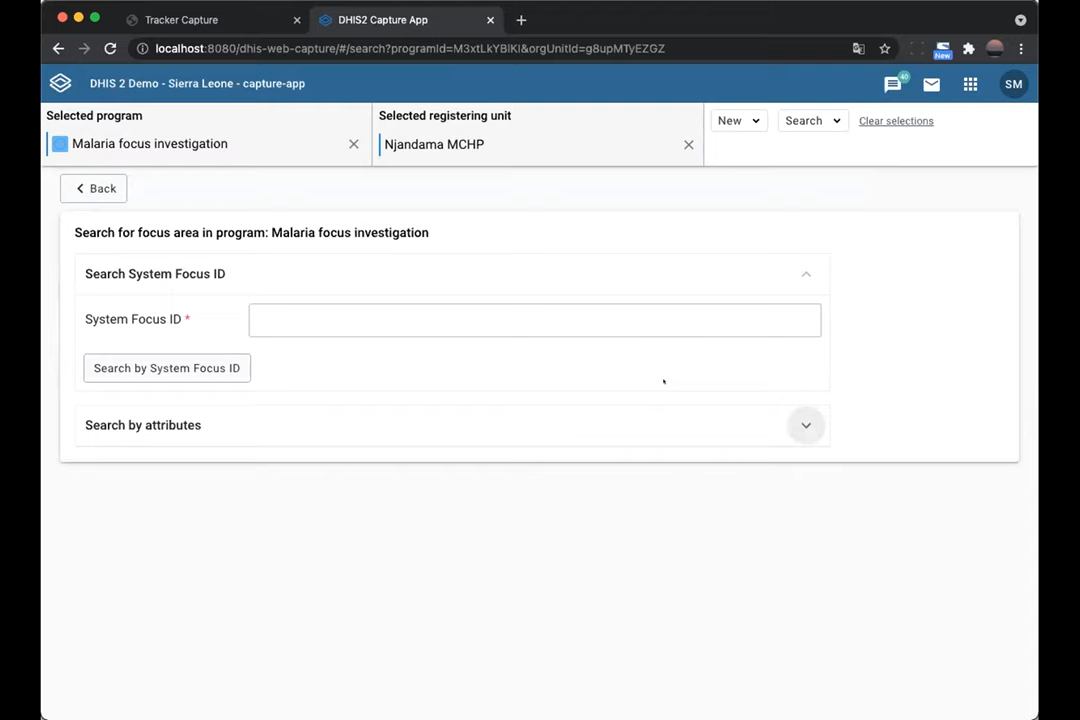 Tracker Capture
DHIS2 Capture App
localhost:8080/dhis-web-capture/#/search?programId=M3xtLkYBlKI&orgUnitId=g8upMTyEZGZ
New
DHIS 2 Demo - Sierra Leone - capture-app
40
SM
Selected program
Malaria focus investigation
Selected registering unit
Njandama MCHP
New
Search
Clear selections
Back
Search for focus area in program: Malaria focus investigation
Search System Focus ID
System Focus ID *
Search by System Focus ID
Search by attributes